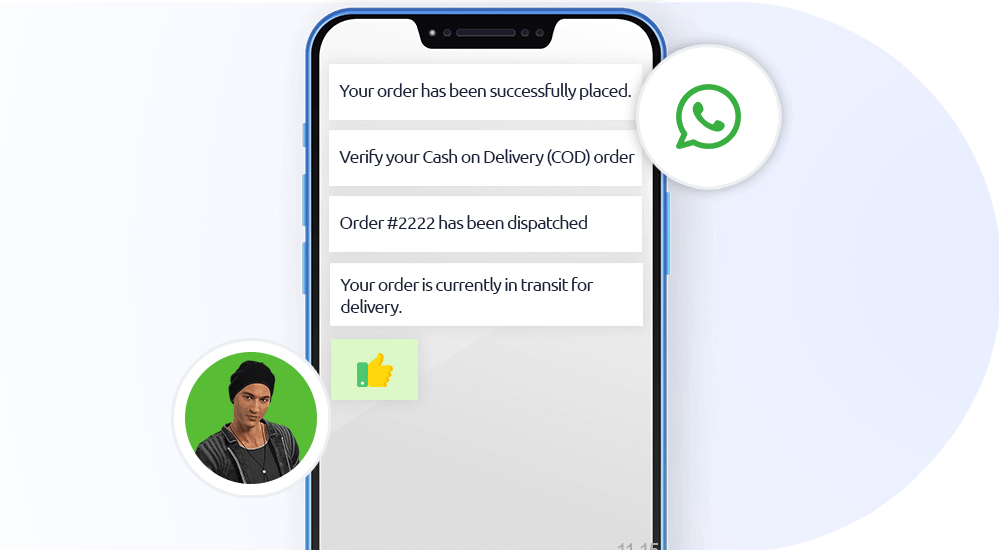 Your order has been successfully placed.
Verify your Cash on Delivery (COD) order
Order #2222 has been dispatched
Your order is currently in transit for
delivery.